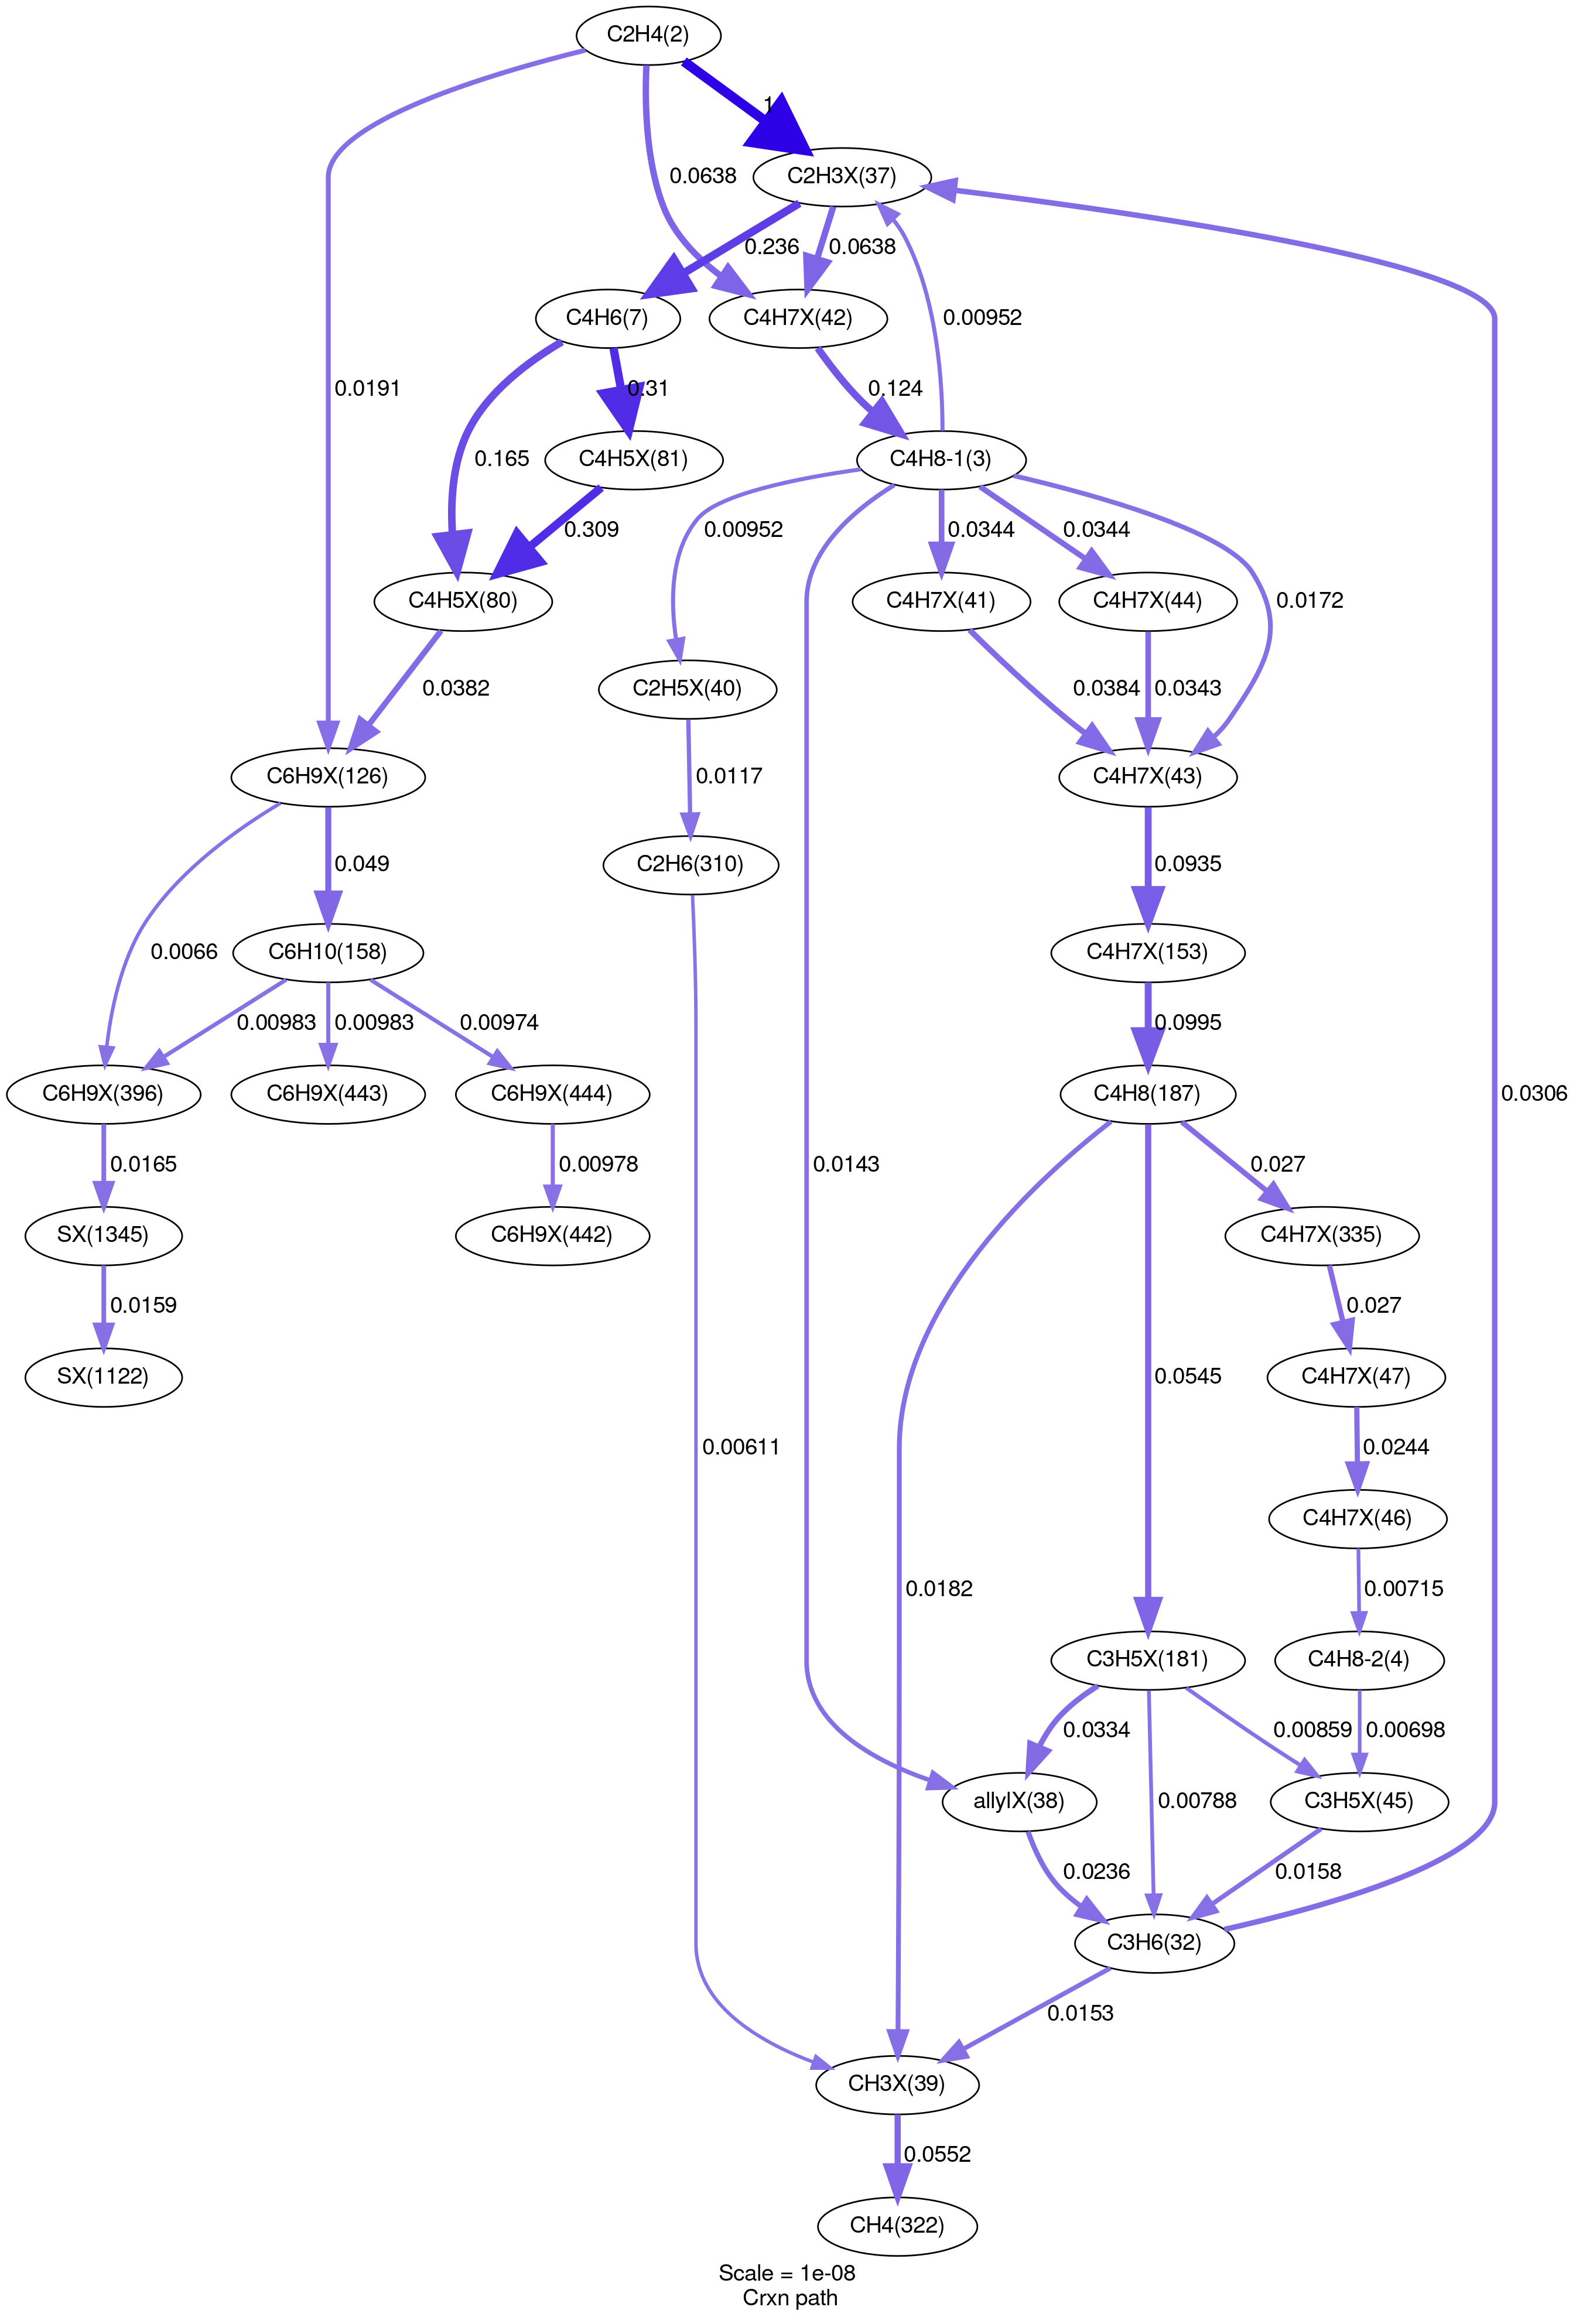 C2H4(2)
1
C2H3X(37)
0.0638
0.236
0.0638
0.00952
C4H6(7)
C4H7X(42)
0.0191
0.31
0.124
0.165
C4H5X(81)
C4H8-1(3)
0.309
0.00952
0.0344
0.0344
0.0172
C4H5X(80)
C4H7X(41)
C4H7X(44)
0.0382
C2H5X(40)
0.0384
0.0343
C6H9X(126)
0.0117
C4H7X(43)
0.049
C2H6(310)
0.0935
0.0066
C6H10(158)
C4H7X(153)
0.00983
0.00983
0.00974
0.0995
C6H9X(396)
C6H9X(443)
C6H9X(444)
C4H8(187)
0.0165
0.00978
0.0143
0.027
0.0306
SX(1345)
C6H9X(442)
C4H7X(335)
0.0159
0.027
SX(1122)
0.0545
C4H7X(47)
0.00611
0.0244
C4H7X(46)
0.0182
0.00715
C3H5X(181)
C4H8-2(4)
0.0334
0.00859
0.00698
allylX(38)
0.00788
C3H5X(45)
0.0236
0.0158
C3H6(32)
0.0153
CH3X(39)
0.0552
CH4(322)
Scale = 1e-08
Crxn path